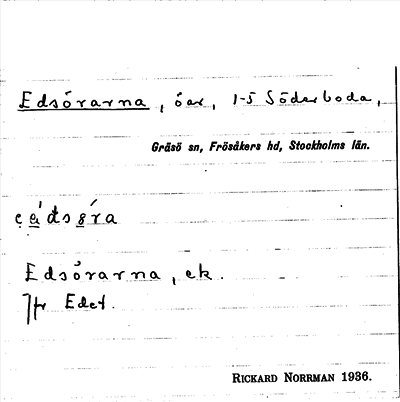 Edsörarna, öar, 1-5 Söderboda,
Gräsö sn, Frösåkers hd, Stockholms län.
Edsörarna, ek.
Jfr Edet.
RICKARD NORRMAN 1936.